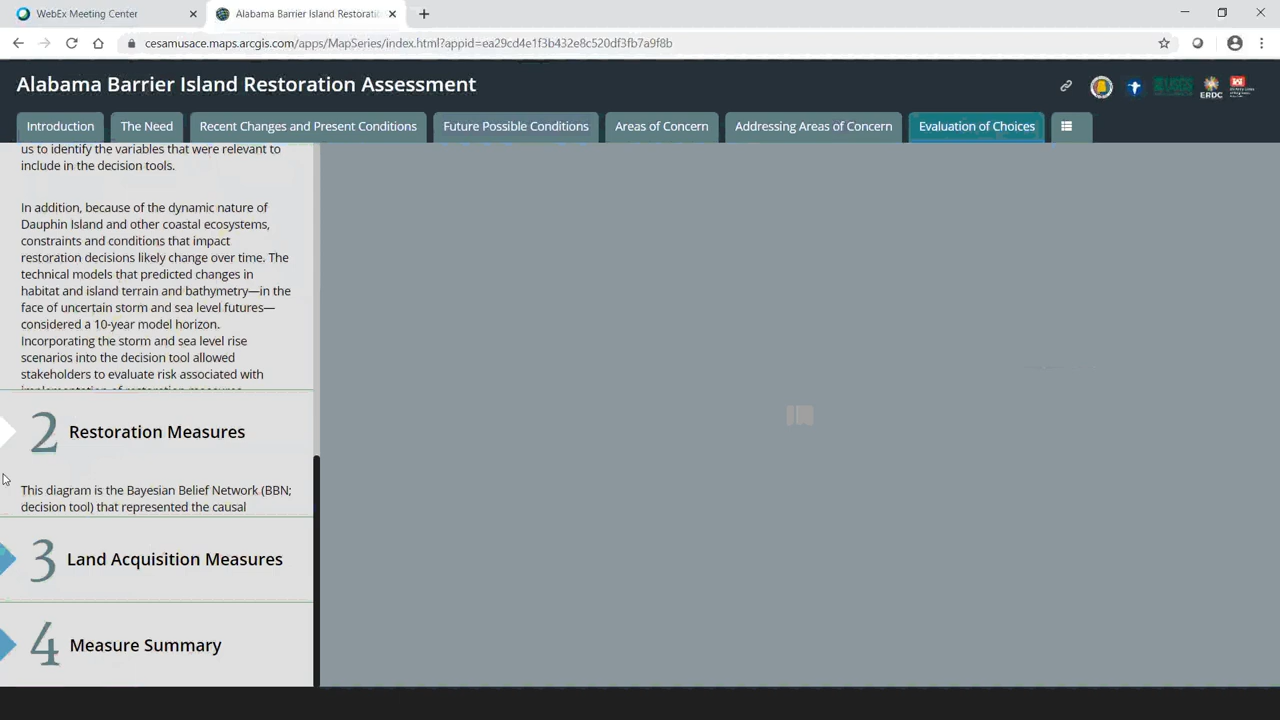 WebEx Meeting Center
Alabama Barrier Island Restorati
cesamusace.maps.arcgis.com/apps/MapSeries/index.html?appid=ea29cd4e1f3b432e8c520df3fb7a9f8b
Alabama Barrier Island Restoration Assessment
USGS
ERDC
Introduction
The Need
Recent Changes and Present Conditions
Future Possible Conditions
Areas of Concern
Addressing Areas of Concern
Evaluation of Choices
us to identify the variables that were relevant to
include in the decision tools.
In addition, because of the dynamic nature of
Dauphin Island and other coastal ecosystems,
constraints and conditions that impact
restoration decisions likely change over time. The
technical models that predicted changes in
habitat and island terrain and bathymetry—in the
face of uncertain storm and sea level futures—
considered a 10-year model horizon.
Incorporating the storm and sea level rise
scenarios into the decision tool allowed
stakeholders to evaluate risk associated with
implementation of restoration measures
2
Restoration Measures
This diagram is the Bayesian Belief Network (BBN;
decision tool) that represented the causal
3
Land Acquisition Measures
4
Measure Summary